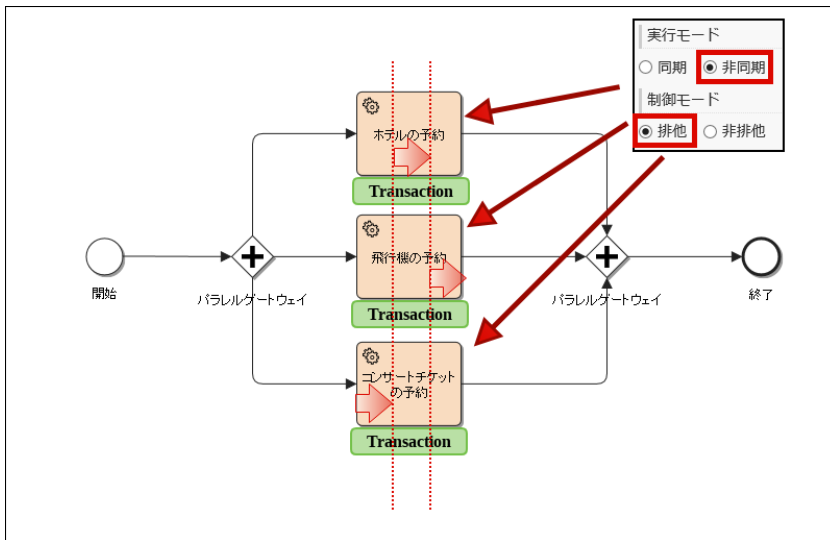 実行モード
同期 非同期
制御モード
排他 非排他
ホテルの予約
Transaction
飛行機の予約
Transaction
コンサートチケット
の予約
Transaction
開始
パラレルゲートウェイ
パラレルゲートウェイ
終了